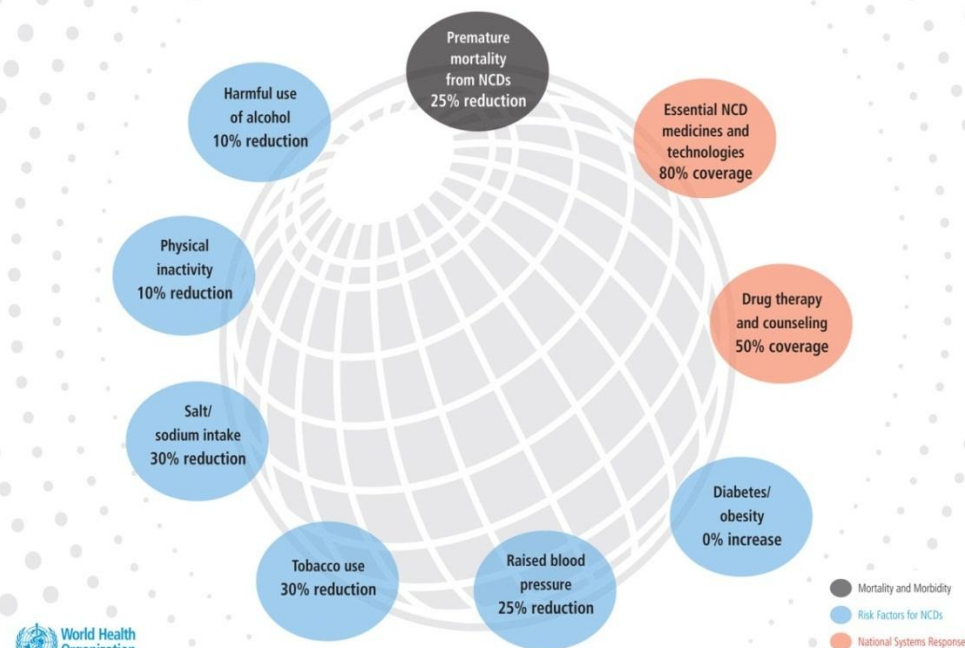 Premature
mortality
from NCDs
25% reduction
Harmful use
of alcohol
10% reduction
Essential NCD
medicines and
technologies
80% coverage
Physical
inactivity
10% reduction
Drug therapy
and counseling
50% coverage
Salt/
sodium intake
30% reduction
Diabetes/
obesity
0% increase
Tobacco use
30% reduction
Raised blood
pressure
25% reduction
Mortality and Morbidity
Risk Factors for NCDs
National Systems Response
World Health
Organization